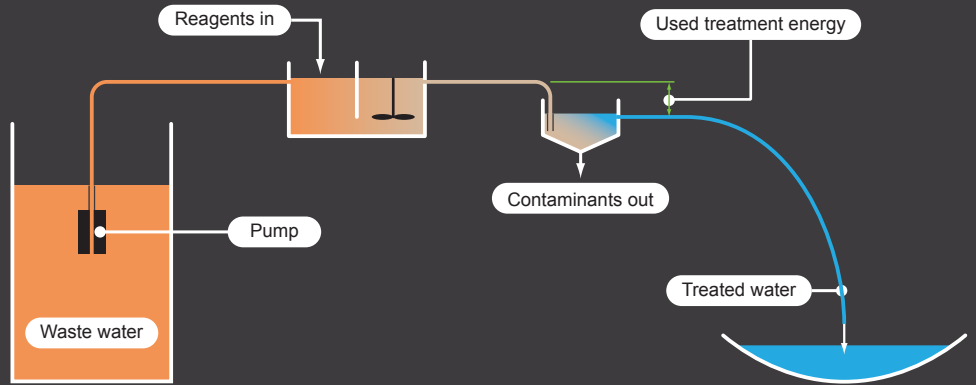 Reagents in
Used treatment energy
Contaminants out
Pump
Treated water
Waste water